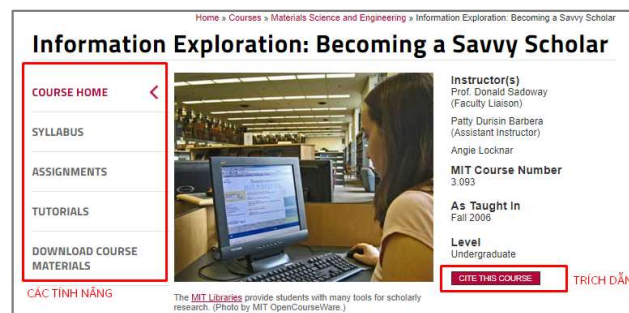 Home » Courses » Materials Science and Engineering » Information Exploration: Becoming a Savvy Scholar
Information Exploration: Becoming a Savvy Scholar
COURSE HOME
SYLLABUS
ASSIGNMENTS
TUTORIALS
DOWNLOAD COURSE
MATERIALS
CÁC TÍNH NĂNG
The MIT Libraries provide students with many tools for scholarly
research. (Photo by MIT OpenCourseWare.)
Instructor(s)
Prof. Donald Sadoway
(Faculty Liaison)
Patty Durisin Barbera
(Assistant Instructor)
Angie Locknar
MIT Course Number
3.093
As Taught In
Fall 2006
Level
Undergraduate
CITE THIS COURSE
TRÍCH DẪN